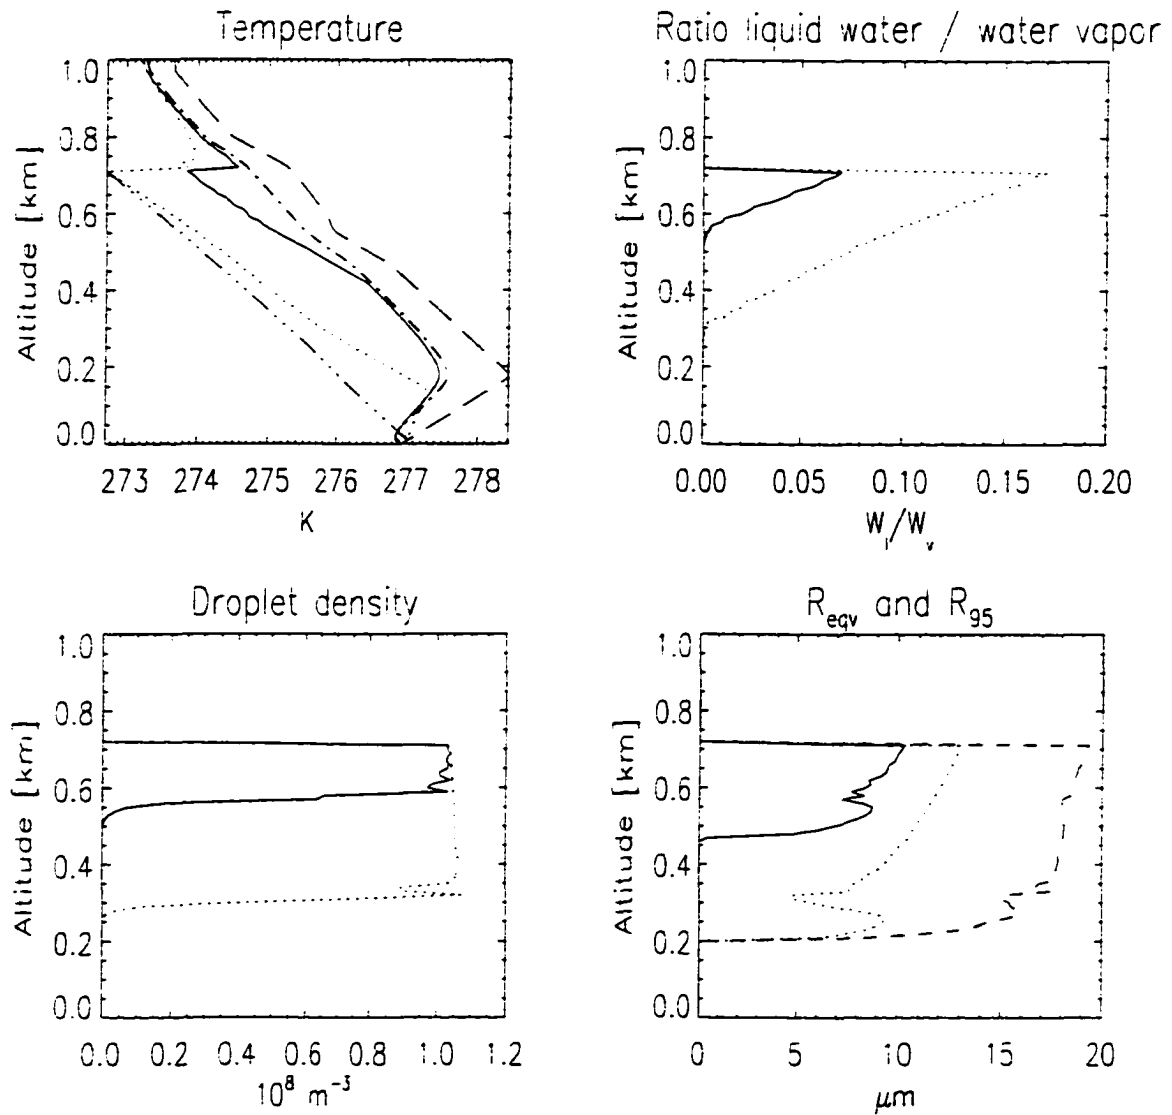 Temperature
Ratio liquid water / water vapor
Altitude [km]
1.0
0.8
0.6
0.4
0.2
0.0
273 274 275 276 277 278
K
Altitude [km]
1.0
0.8
0.6
0.4
0.2
0.0
0.00 0.05 0.10 0.15 0.20
W_l/W_v
Droplet density
R_eqv and R_95
Altitude [km]
1.0
0.8
0.6
0.4
0.2
0.0
0.0 0.2 0.4 0.6 0.8 1.0 1.2
10^8 m^-3
Altitude [km]
1.0
0.8
0.6
0.4
0.2
0.0
0 5 10 15 20
μm